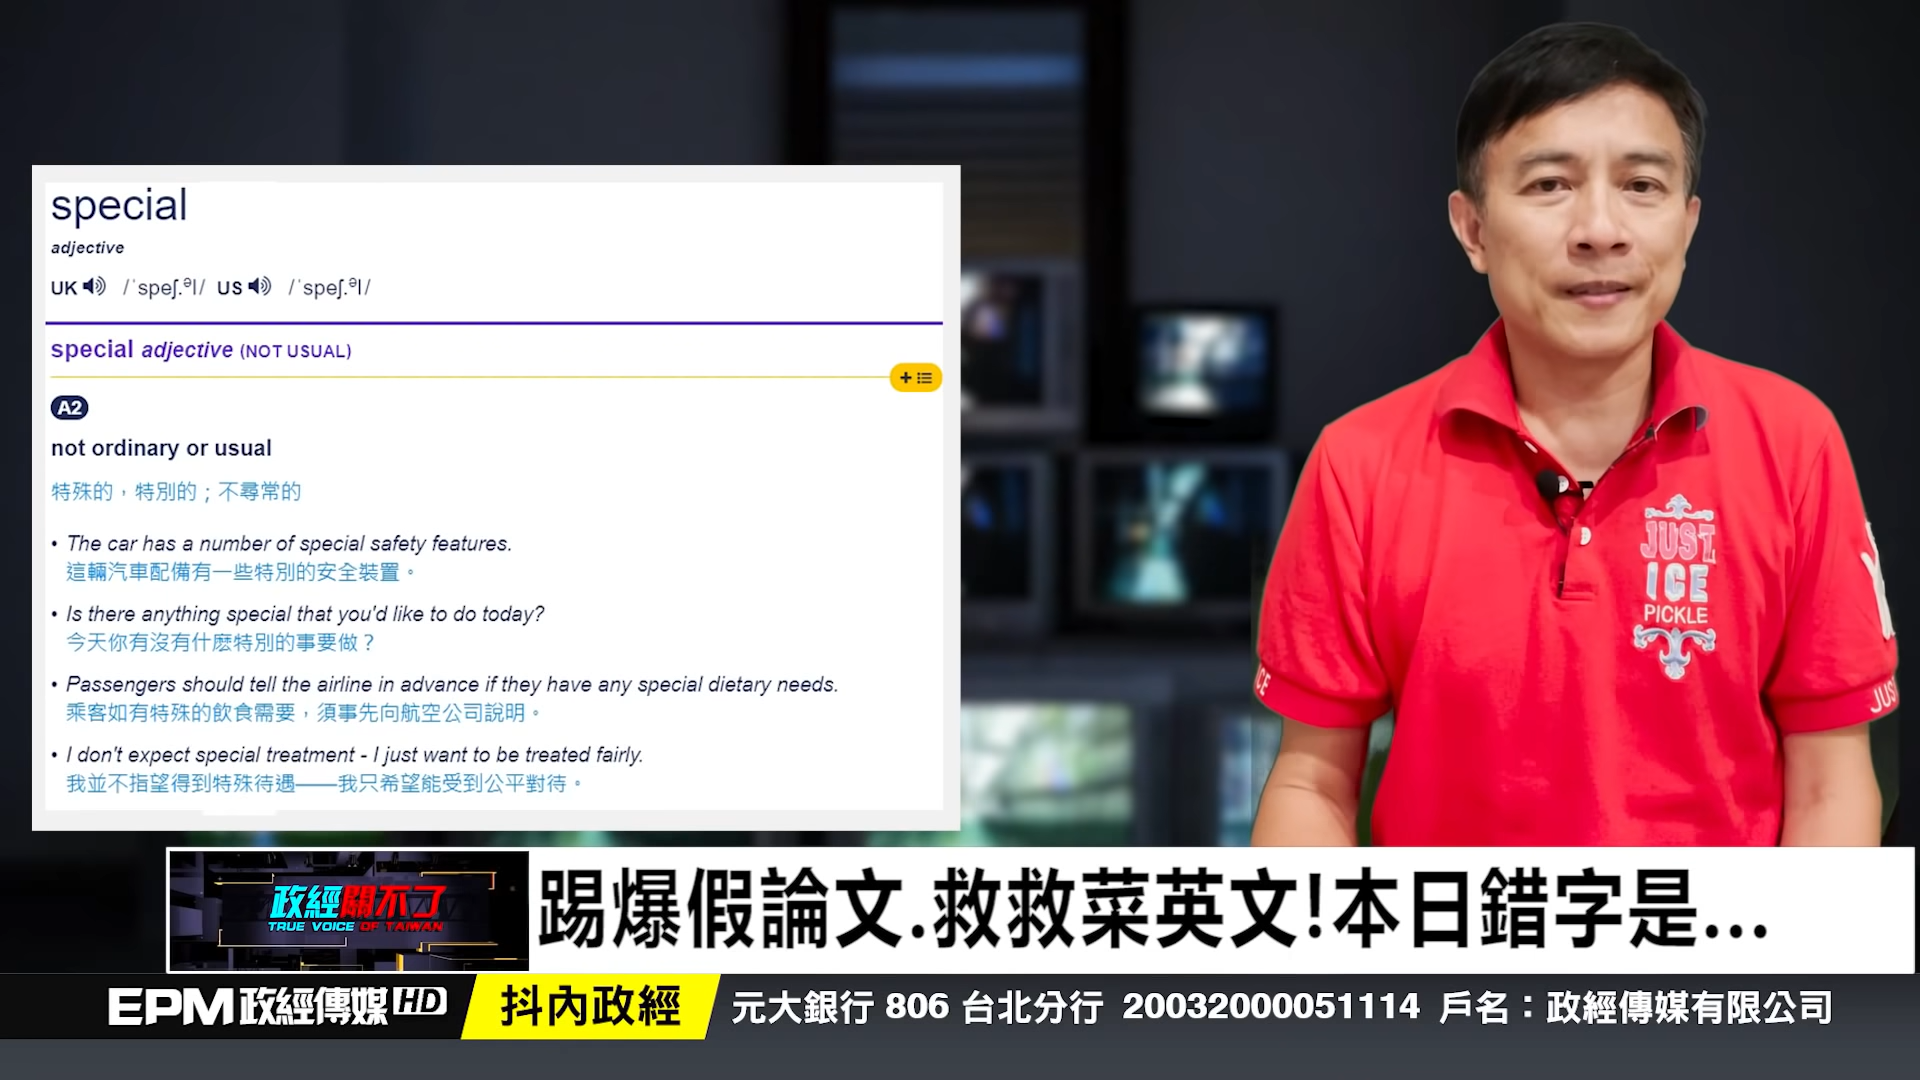 special
adjective
UK /ˈspeʃ.ᵊl/ US /ˈspeʃ.ᵊl/
special adjective (NOT USUAL)
A2
not ordinary or usual
特殊的，特別的；不尋常的
• The car has a number of special safety features.
這輛汽車配備有一些特別的安全裝置。
• Is there anything special that you'd like to do today?
今天你有沒有什麼特別的事要做？
• Passengers should tell the airline in advance if they have any special dietary needs.
乘客如有特殊的飲食需要，須事先向航空公司說明。
• I don't expect special treatment - I just want to be treated fairly.
我並不指望得到特殊待遇——我只希望能受到公平對待。
JUST
ICE
PICKLE
ICE
JUS
政經關不了
TRUE VOICE OF TAIWAN
踢爆假論文.救救菜英文!本日錯字是...
EPM政經傳媒HD
抖內政經
元大銀行 806 台北分行 20032000051114 戶名：政經傳媒有限公司